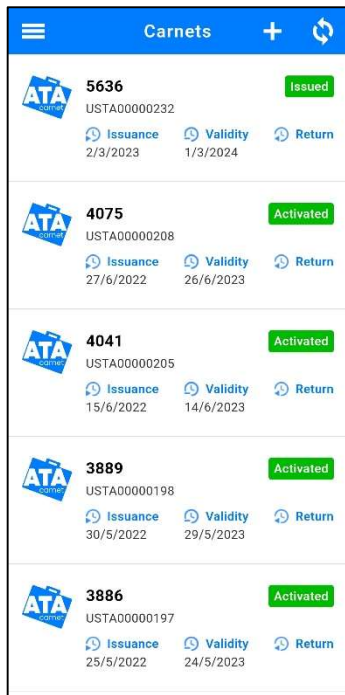 Carnets
ATA carnet
5636
Issued
USTA00000232
Issuance Validity Return
2/3/2023 1/3/2024
ATA carnet
4075
Activated
USTA00000208
Issuance Validity Return
27/6/2022 26/6/2023
ATA carnet
4041
Activated
USTA00000205
Issuance Validity Return
15/6/2022 14/6/2023
ATA carnet
3889
Activated
USTA00000198
Issuance Validity Return
30/5/2022 29/5/2023
ATA carnet
3886
Activated
USTA00000197
Issuance Validity Return
25/5/2022 24/5/2023